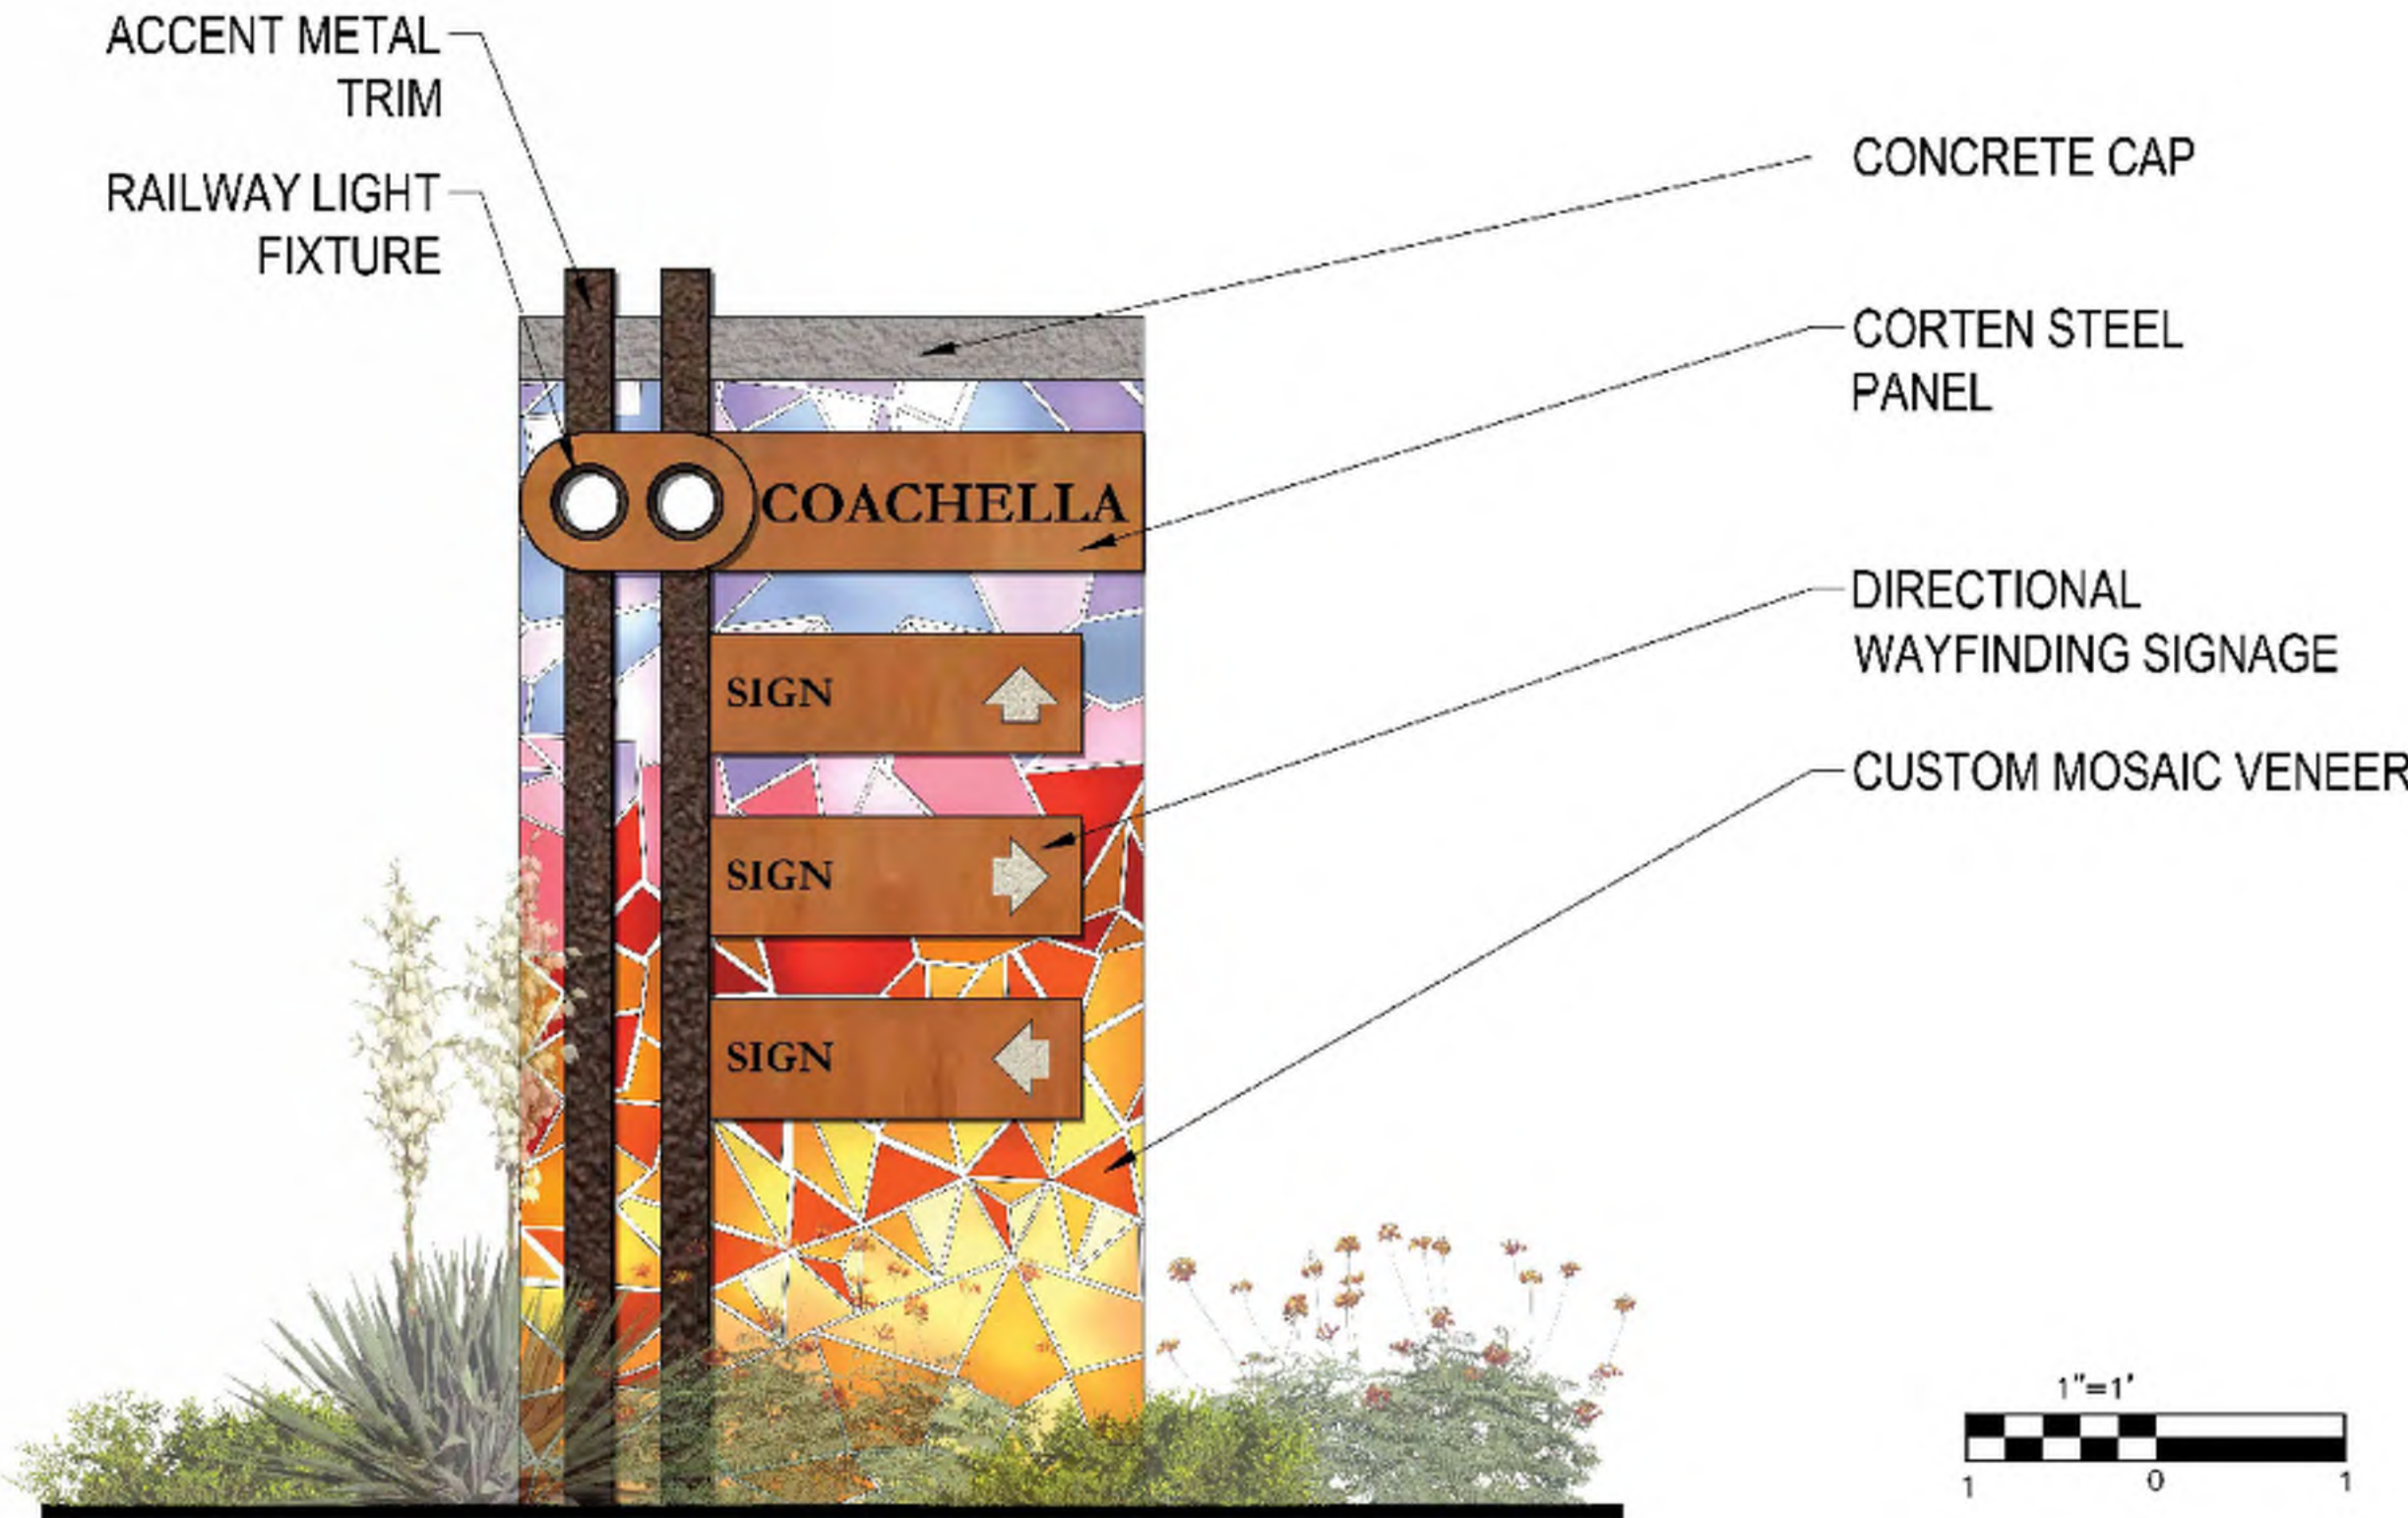 ACCENT METAL
TRIM
RAILWAY LIGHT
FIXTURE
CONCRETE CAP
CORTEN STEEL
PANEL
COACHELLA
DIRECTIONAL
WAYFINDING SIGNAGE
SIGN
CUSTOM MOSAIC VENEER
SIGN
SIGN
1"=1'
1 0 1